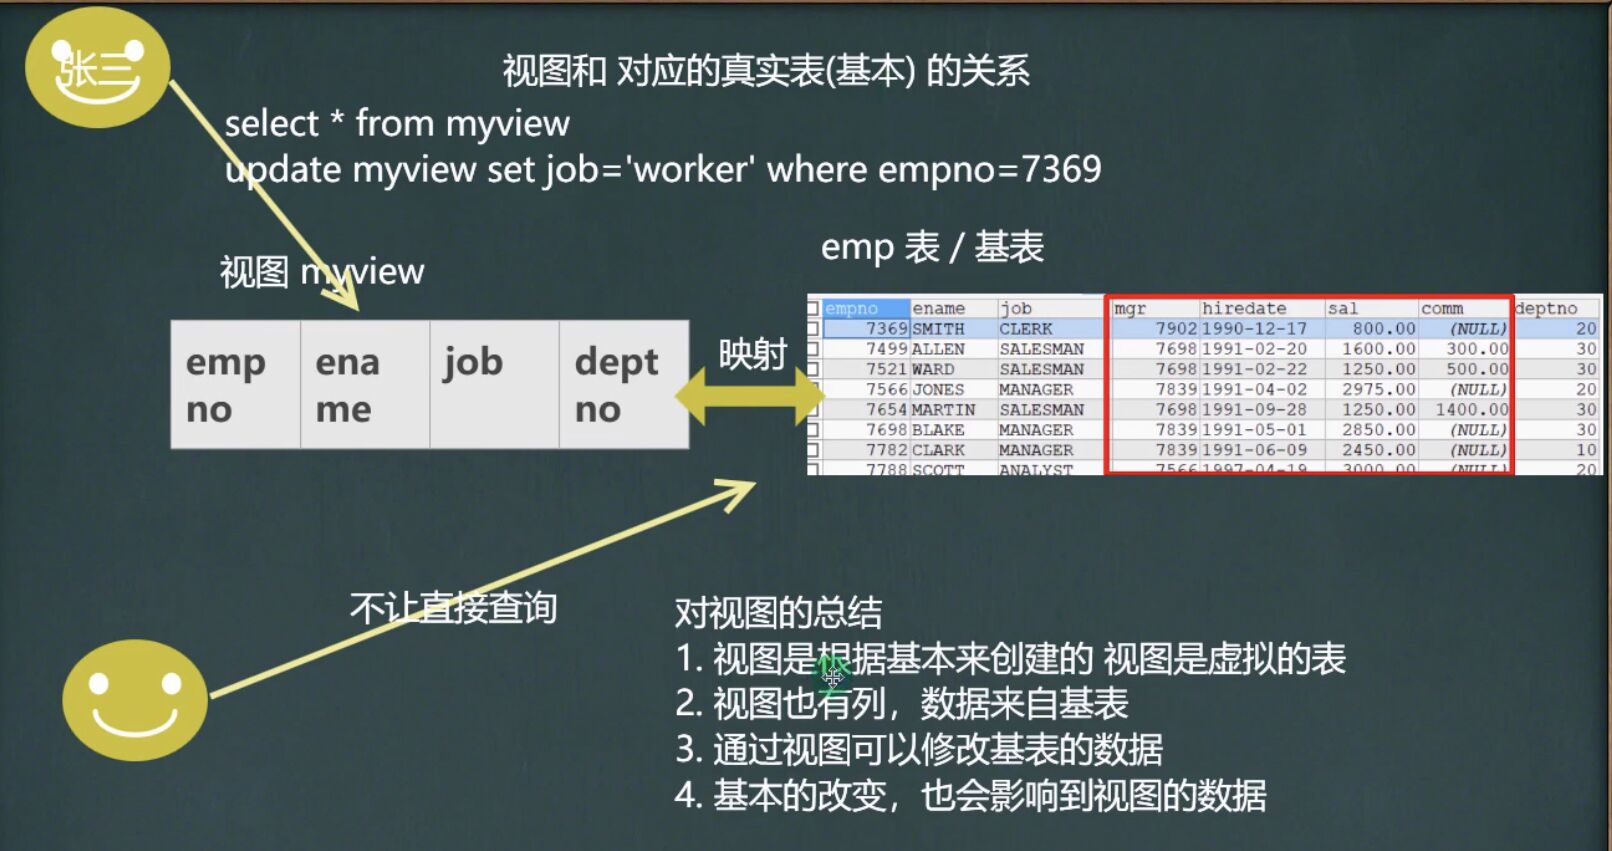 张三
视图和 对应的真实表(基本) 的关系
select * from myview
update myview set job='worker' where empno=7369
视图 myview
emp 表 / 基表
empno ename job deptno
映射
empno ename job mgr hiredate sal comm deptno
7369 SMITH CLERK 7902 1990-12-17 800.00 (NULL) 20
7499 ALLEN SALESMAN 7698 1991-02-20 1600.00 300.00 30
7521 WARD SALESMAN 7698 1991-02-22 1250.00 500.00 30
7566 JONES MANAGER 7839 1991-04-02 2975.00 (NULL) 20
7654 MARTIN SALESMAN 7698 1991-09-28 1250.00 1400.00 30
7698 BLAKE MANAGER 7839 1991-05-01 2850.00 (NULL) 30
7782 CLARK MANAGER 7839 1991-06-09 2450.00 (NULL) 10
7788 SCOTT ANALYST 7566 1997-04-19 3000.00 (NULL) 20
不让直接查询
对视图的总结
1. 视图是根据基本来创建的 视图是虚拟的表
2. 视图也有列，数据来自基表
3. 通过视图可以修改基表的数据
4. 基本的改变，也会影响到视图的数据